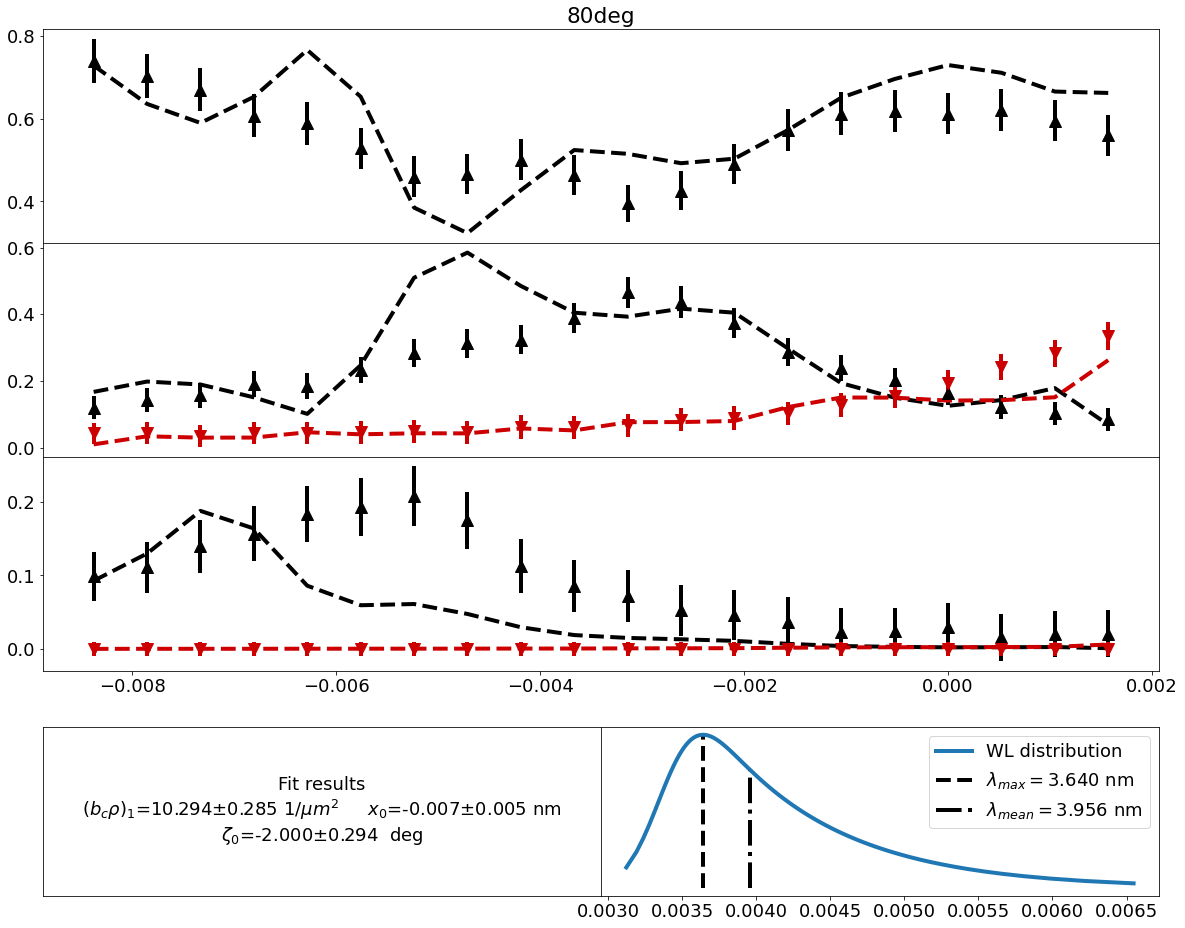 80deg
0.8
0.6
0.4
0.6
0.4
0.2
0.0
0.2
0.1
0.0
−0.008 −0.006 −0.004 −0.002 0.000 0.002
Fit results
(b_cρ)_1=10.294±0.285 1/μm^2 x_0=-0.007±0.005 nm
ζ_0=-2.000±0.294 deg
WL distribution
λ_max = 3.640 nm
λ_mean = 3.956 nm
0.0030 0.0035 0.0040 0.0045 0.0050 0.0055 0.0060 0.0065